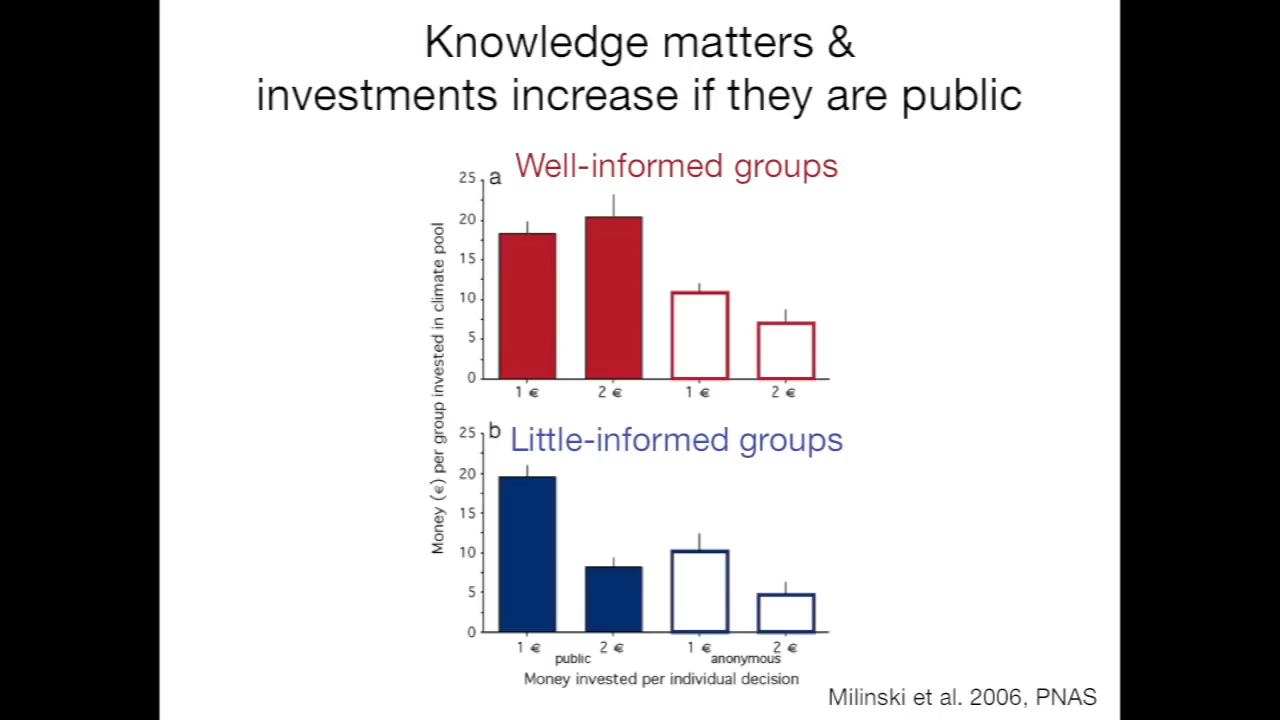 Knowledge matters &
investments increase if they are public
a Well-informed groups
Money (€) per group invested in climate pool
25
20
15
10
5
0
1 € 2 € 1 € 2 €
b Little-informed groups
25
20
15
10
5
0
1 € 2 € 1 € 2 €
public anonymous
Money invested per individual decision
Milinski et al. 2006, PNAS